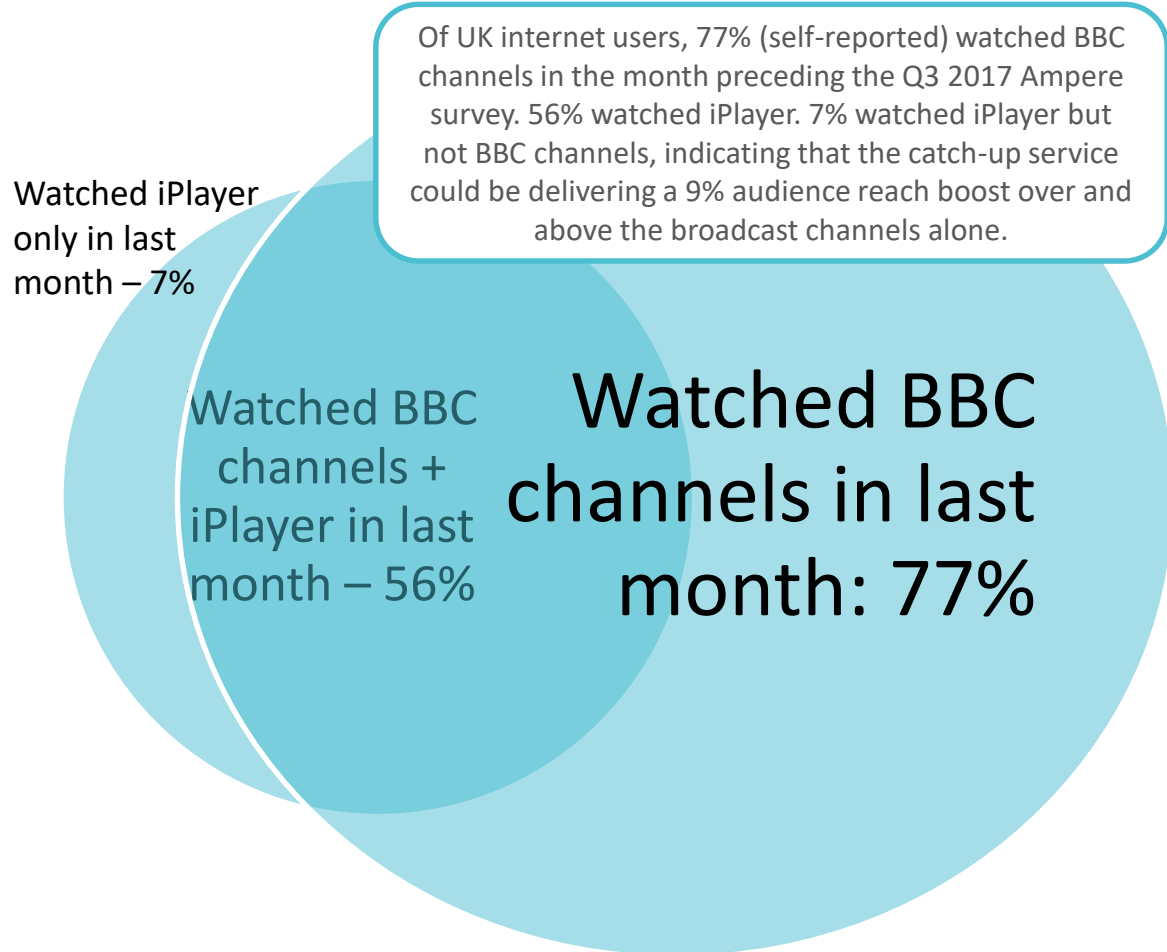 Of UK internet users, 77% (self-reported) watched BBC
channels in the month preceding the Q3 2017 Ampere
survey. 56% watched iPlayer. 7% watched iPlayer but
not BBC channels, indicating that the catch-up service
could be delivering a 9% audience reach boost over and
above the broadcast channels alone.
Watched iPlayer
only in last
month – 7%
Watched BBC
channels +
iPlayer in last
month – 56%
Watched BBC
channels in last
month: 77%